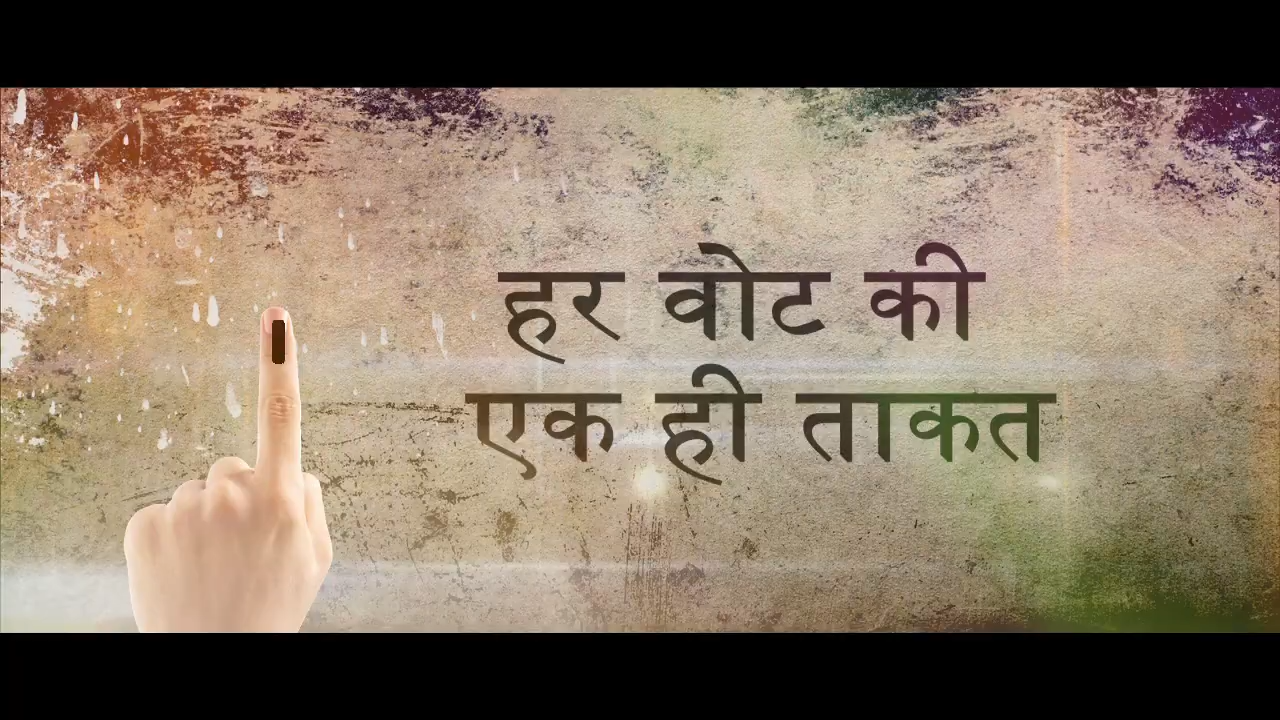 हर वोट की
एक ही ताकत